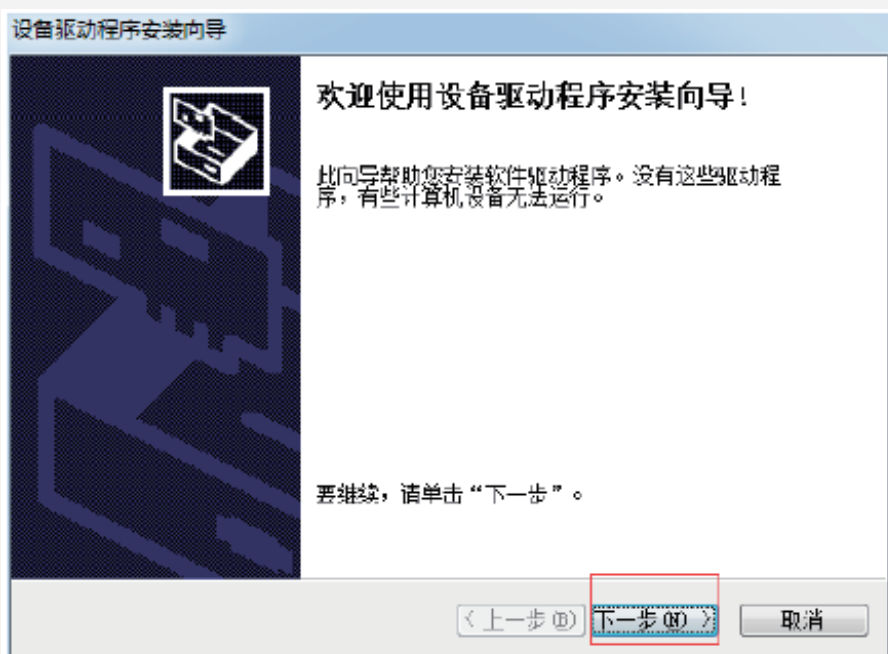 设备驱动程序安装向导
欢迎使用设备驱动程序安装向导!
此向导帮助您安装软件驱动程序。没有这些驱动程
序，有些计算机设备无法运行。
要继续，请单击“下一步”。
< 上一步(B) 下一步(N) > 取消